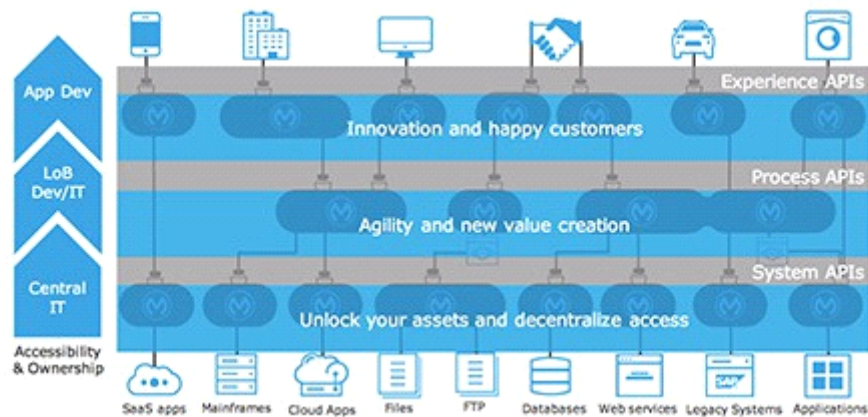 Experience APIs
App Dev
Innovation and happy customers
Process APIs
LoB
Dev/IT
Agility and new value creation
System APIs
Central
IT
Unlock your assets and decentralize access
Accessibility
& Ownership
SaaS apps
Mainframes
Cloud Apps
Files
FTP
Databases
Web services
SAP
Legacy Systems
Applications